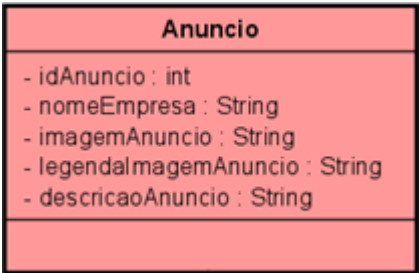 Anuncio
- idAnuncio : int
- nomeEmpresa : String
- imagemAnuncio : String
- legendaImagemAnuncio : String
- descricaoAnuncio : String